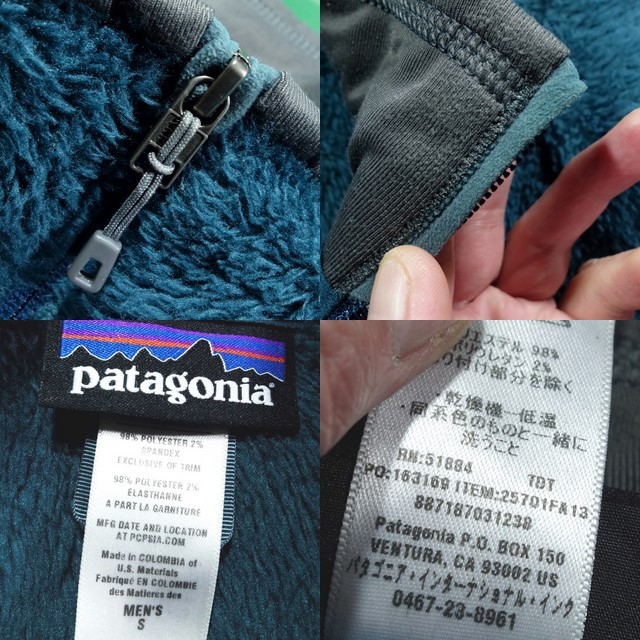 patagonia®
98% POLYESTER 2%
SPANDEX
EXCLUSIVE OF TRIM
98% POLYESTER 2%
ELASTHANNE
A PART LA GARNITURE
MFG DATE AND LOCATION
AT PCPSIA.COM
Made in COLOMBIA of
U.S. Materials
Fabriqué EN COLOMBIE
des Matières des
MEN'S
S
エステル 98%
ウレタン 2%
り付け部分を除く
・乾燥機−低温
・同系色のものと一緒に
洗うこと
RN:51884 TDT
PO:163169 ITEM:25701FA13
887187031238
Patagonia P.O. BOX 150
VENTURA, CA 93002 US
パタゴニア・インターナショナル・インク
0467-23-8961